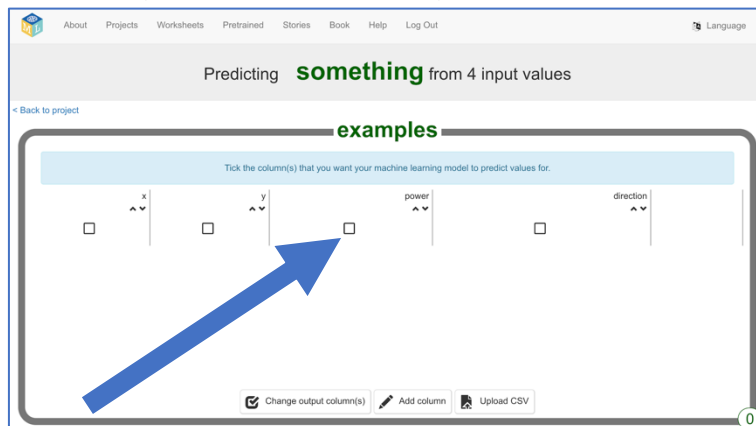 About Projects Worksheets Pretrained Stories Book Help Log Out Language
Predicting something from 4 input values
< Back to project
examples
Tick the column(s) that you want your machine learning model to predict values for.
x y power direction
Change output column(s) Add column Upload CSV
0